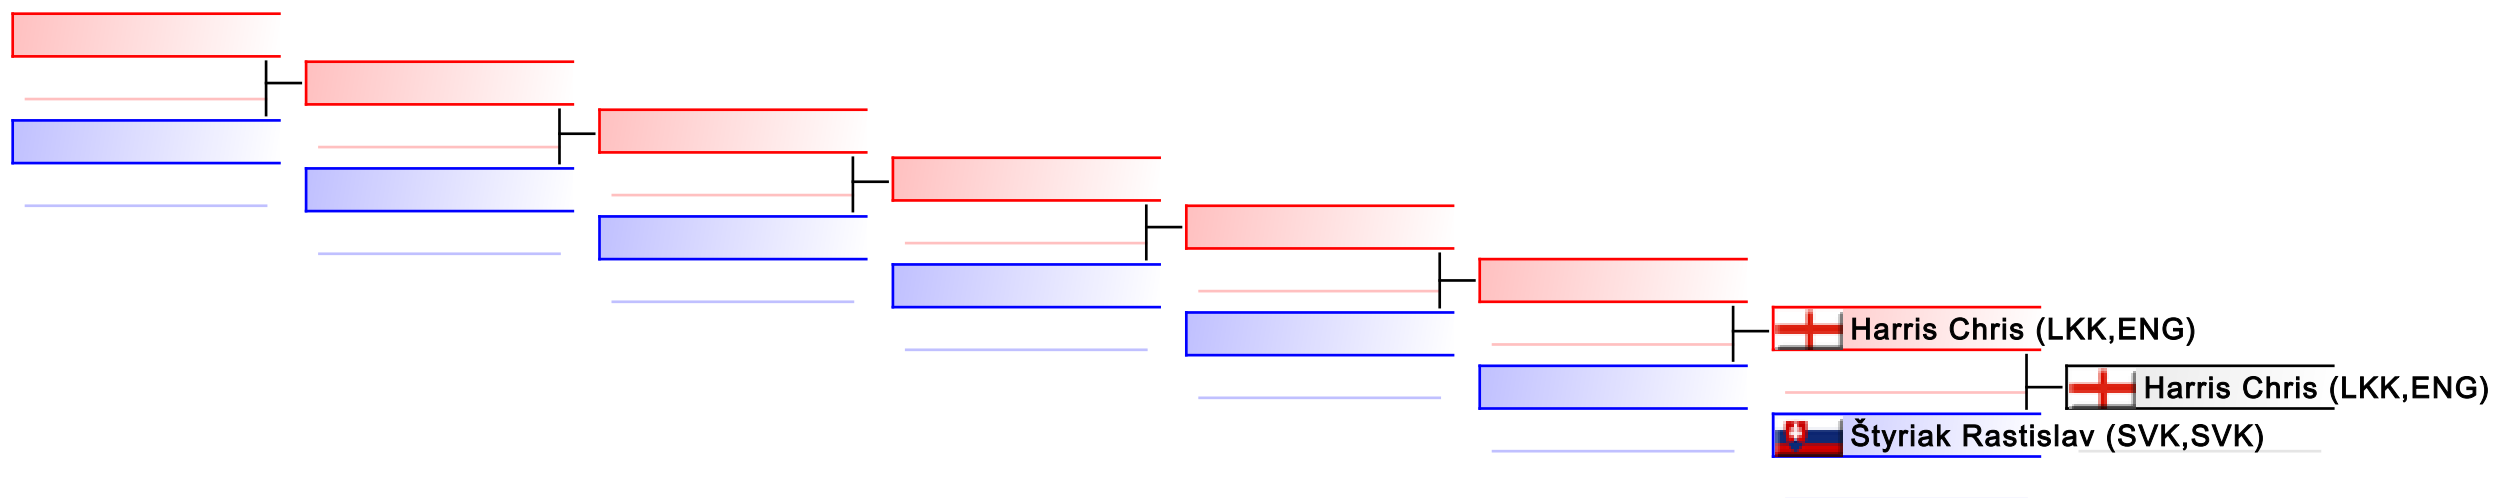 Harris Chris (LKK,ENG)
Harris Chris (LKK,ENG)
Štyriak Rastislav (SVK,SVK)